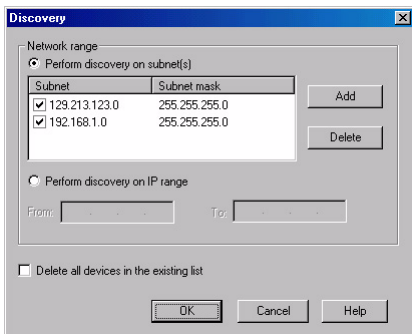 Discovery
Network range
Perform discovery on subnet(s)
Subnet Subnet mask
129.213.123.0 255.255.255.0
192.168.1.0 255.255.255.0
Add
Delete
Perform discovery on IP range
From: . . . To: . . .
Delete all devices in the existing list
OK Cancel Help